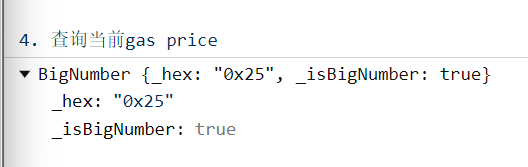 4. 查询当前gas price
▼ BigNumber {_hex: "0x25", _isBigNumber: true}
_hex: "0x25"
_isBigNumber: true